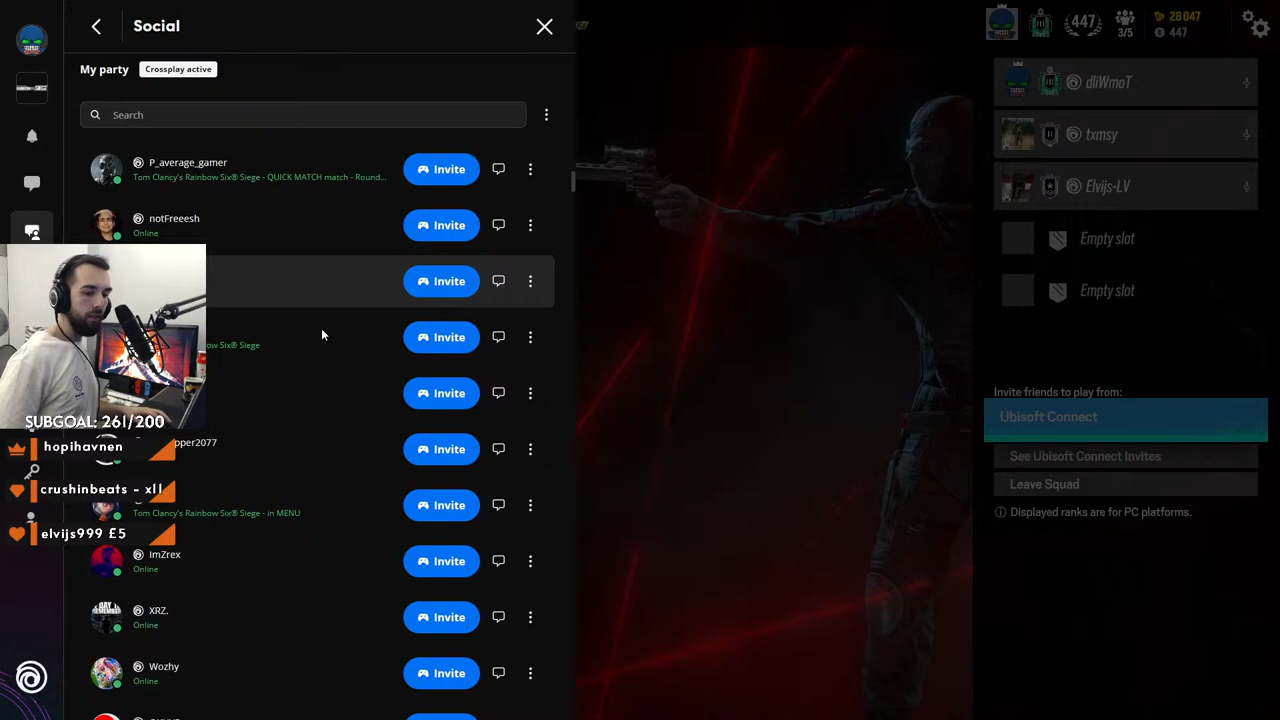 Social
My party
Crossplay active
Search
P_average_gamer
Tom Clancy's Rainbow Six® Siege - QUICK MATCH match - Round...
Invite
notFreeesh
Online
Invite
Invite
ow Six® Siege
Invite
Invite
pper2077
Invite
Tom Clancy's Rainbow Six® Siege - in MENU
Invite
ImZrex
Online
Invite
XRZ.
Online
Invite
Wozhy
Online
Invite
SUBGOAL: 261/200
hopihavnen
crushinbeats - x11
elvijs999 £5
447
3/5
28 047
447
dliWmoT
txmsy
Elvijs-LV
Empty slot
Empty slot
Invite friends to play from:
Ubisoft Connect
See Ubisoft Connect Invites
Leave Squad
Displayed ranks are for PC platforms.